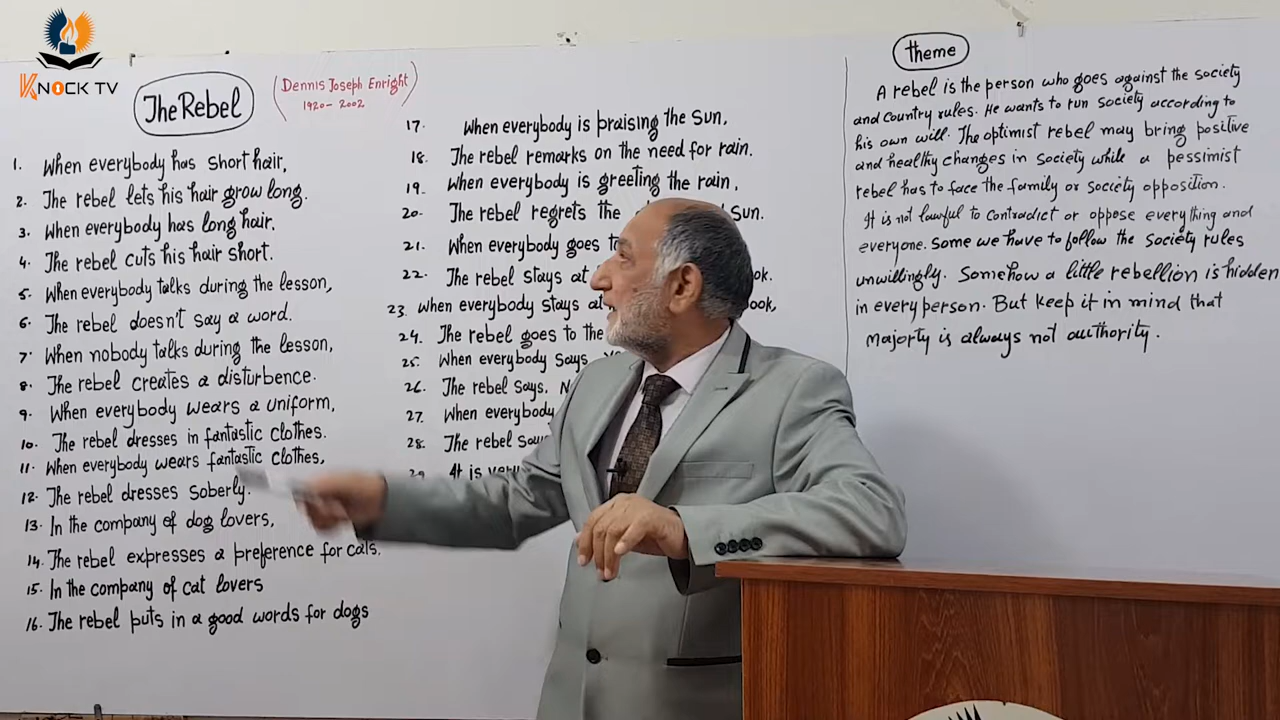 KNOCK TV
The Rebel
(Dennis Joseph Enright
1920-2002)
1. When everybody has short hair,
2. The rebel lets his hair grow long.
3. When everybody has long hair,
4. The rebel cuts his hair short.
5. When everybody talks during the lesson,
6. The rebel doesn't say a word.
7. When nobody talks during the lesson,
8. The rebel creates a disturbance.
9. When everybody wears a uniform,
10. The rebel dresses in fantastic clothes.
11. When everybody wears fantastic clothes,
12. The rebel dresses soberly.
13. In the company of dog lovers,
14. The rebel expresses a preference for cats.
15. In the company of cat lovers
16. The rebel puts in a good words for dogs
17. When everybody is praising the sun,
18. The rebel remarks on the need for rain.
19. When everybody is greeting the rain,
20. The rebel regrets the sun.
21. When everybody goes to
22. The rebel stays at
23. When everybody stays at
24. The rebel goes to the
25. When everybody says
26. The rebel says,
27. When everybody
28. The rebel
29 It is
Theme
A rebel is the person who goes against the society
and country rules. He wants to run society according to
his own will. The optimist rebel may bring positive
and healthy changes in society while a pessimist
rebel has to face the family or society opposition.
It is not lawful to contradict or oppose everything and
everyone. Some we have to follow the society rules
unwillingly. Somehow a little rebellion is hidden
in every person. But keep it in mind that
majorty is always not authority.